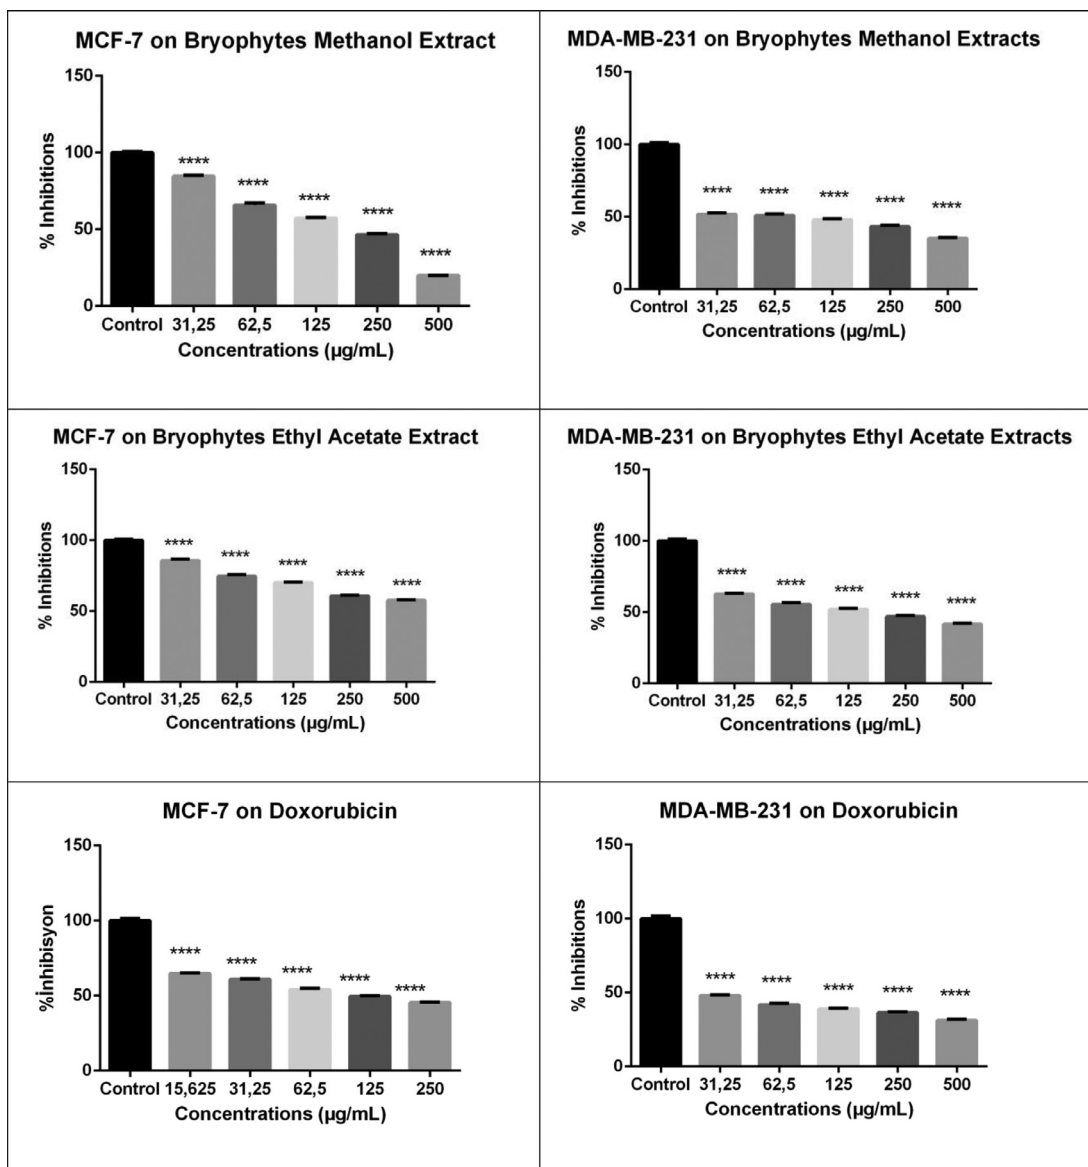 MCF-7 on Bryophytes Methanol Extract
150
100
50
0
% Inhibitions
****
****
****
****
****
Control 31,25 62,5 125 250 500
Concentrations (µg/mL)
MDA-MB-231 on Bryophytes Methanol Extracts
150
100
50
0
% Inhibitions
**** **** **** **** ****
Control 31,25 62,5 125 250 500
Concentrations (µg/mL)
MCF-7 on Bryophytes Ethyl Acetate Extract
150
100
50
0
% Inhibitions
**** **** **** **** ****
Control 31,25 62,5 125 250 500
Concentrations (µg/mL)
MDA-MB-231 on Bryophytes Ethyl Acetate Extracts
150
100
50
0
% Inhibitions
**** **** **** **** ****
Control 31,25 62,5 125 250 500
Concentrations (µg/mL)
MCF-7 on Doxorubicin
150
100
50
0
%İnhibisyon
**** **** **** **** ****
Control 15,625 31,25 62,5 125 250
Concentrations (µg/mL)
MDA-MB-231 on Doxorubicin
150
100
50
0
% Inhibitions
**** **** **** **** ****
Control 31,25 62,5 125 250 500
Concentrations (µg/mL)